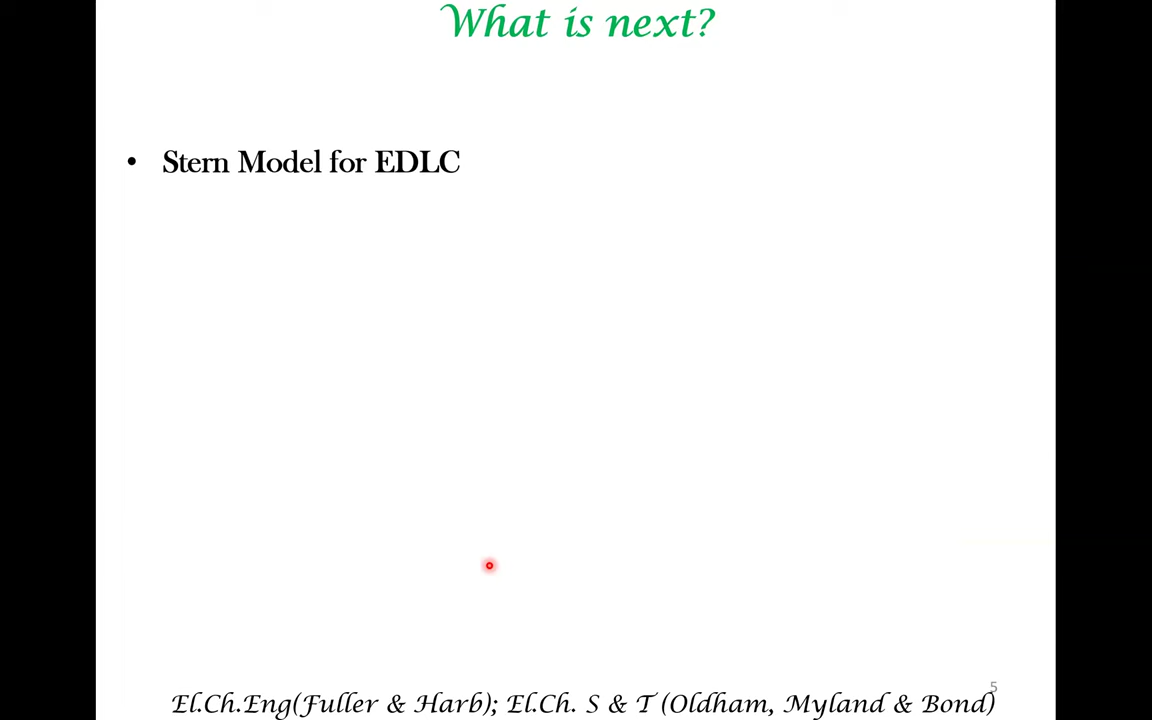 What is next?
• Stern Model for EDLC
5
El.Ch.Eng(Fuller & Harb); El.Ch. S & T (Oldham, Myland & Bond)